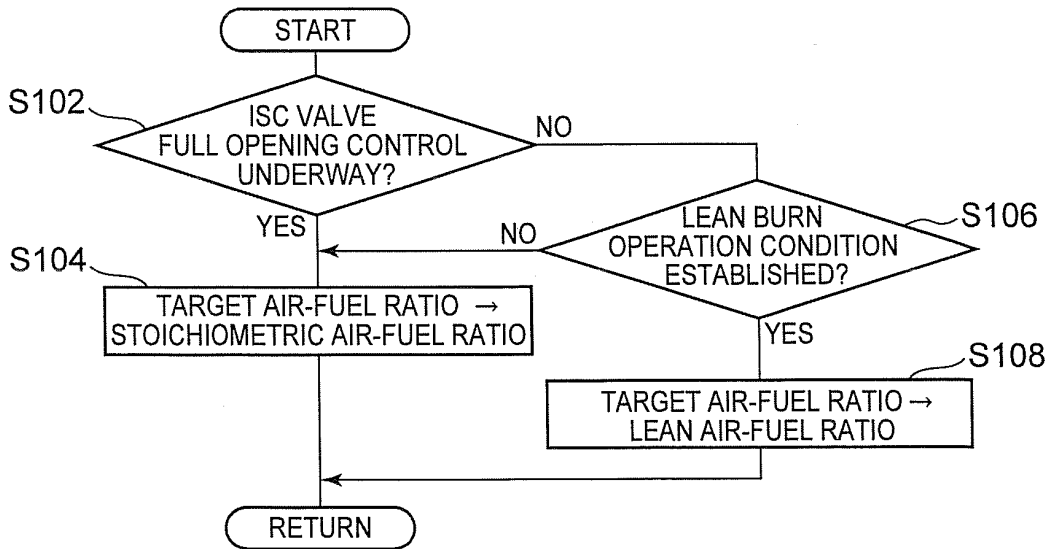 START
S102
ISC VALVE
FULL OPENING CONTROL
UNDERWAY?
NO
YES
LEAN BURN
OPERATION CONDITION
ESTABLISHED?
S106
NO
YES
S104
TARGET AIR-FUEL RATIO →
STOICHIOMETRIC AIR-FUEL RATIO
S108
TARGET AIR-FUEL RATIO →
LEAN AIR-FUEL RATIO
RETURN